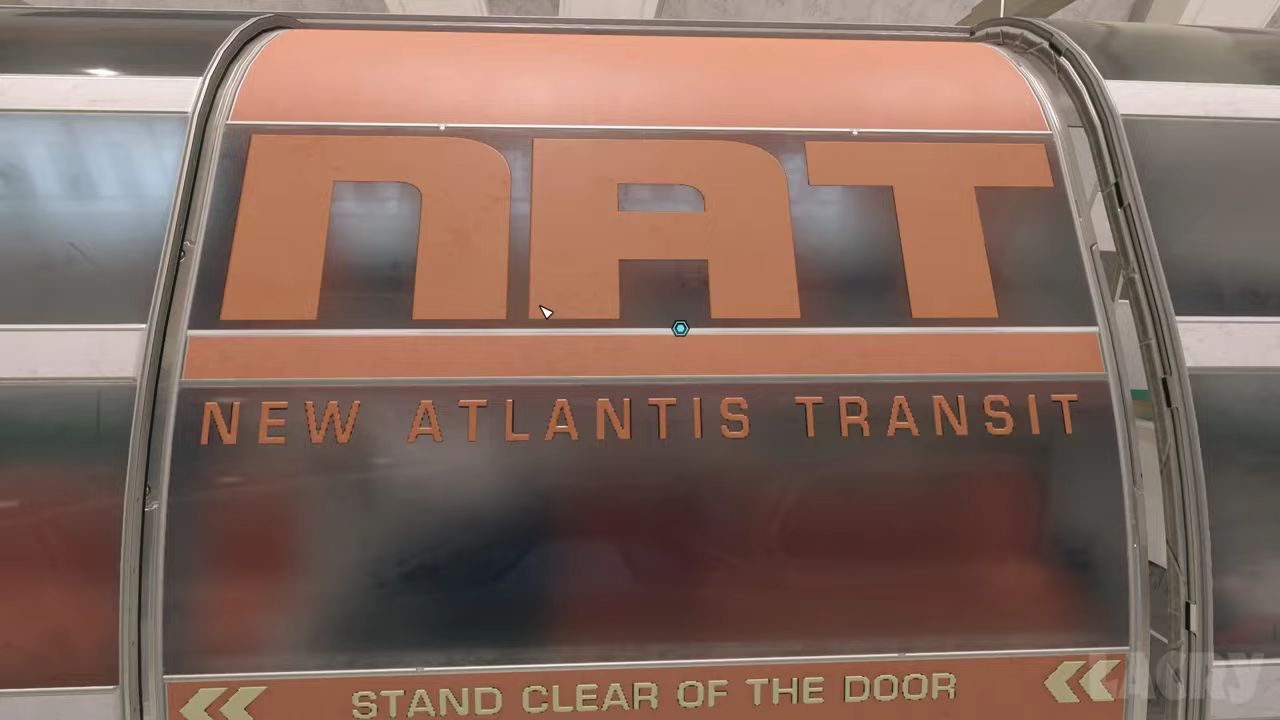 NAT
NEW ATLANTIS TRANSIT
STAND CLEAR OF THE DOOR